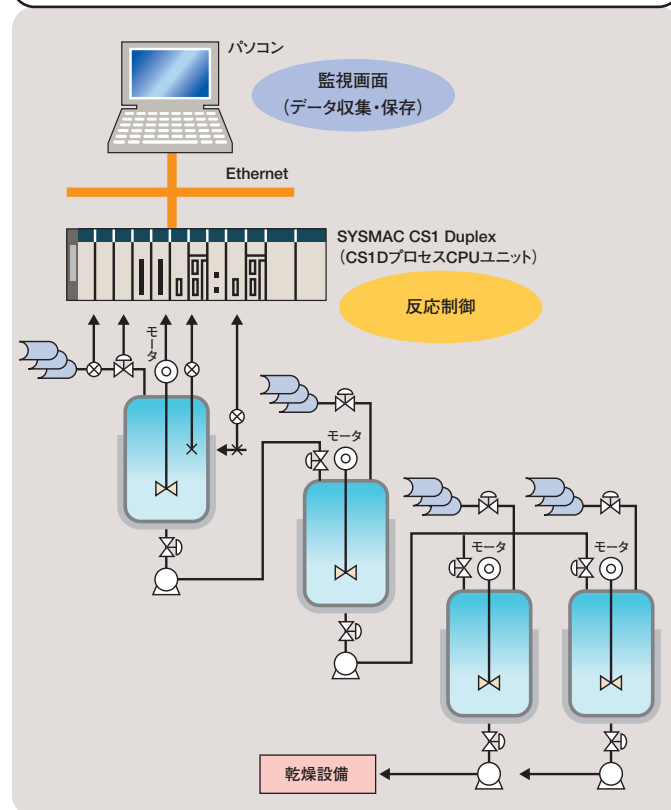 パソコン
監視画面
（データ収集・保存）
Ethernet
SYSMAC CS1 Duplex
（CS1DプロセスCPUユニット）
反応制御
モータ
モータ
モータ
モータ
乾燥設備